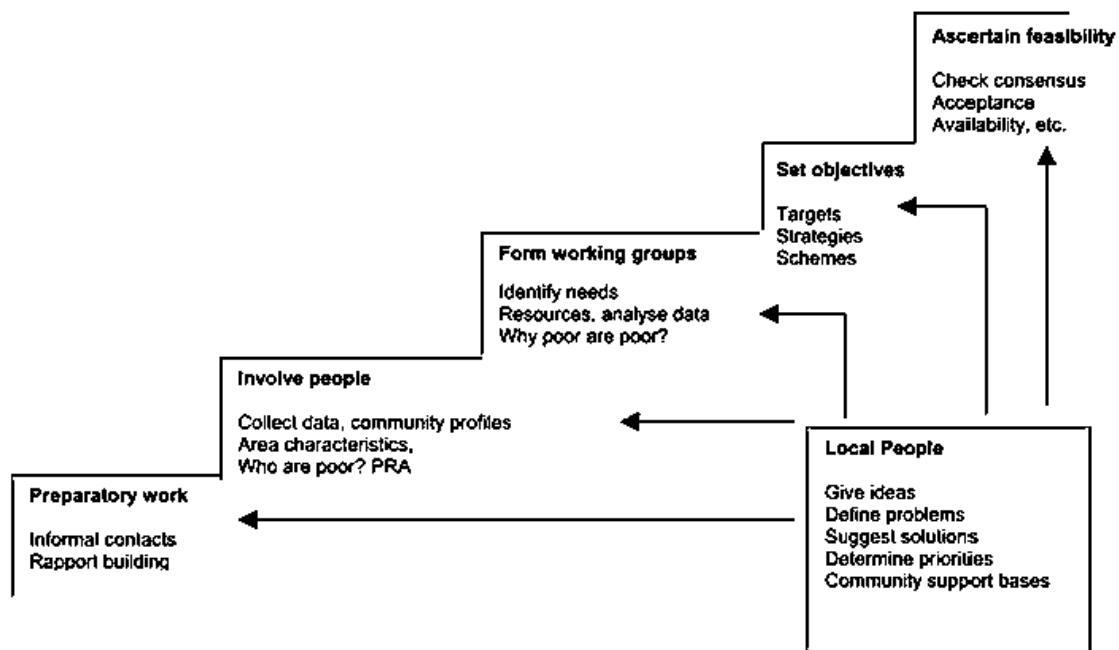 Ascertain feasibility
Check consensus
Acceptance
Availability, etc.
Set objectives
Targets
Strategies
Schemes
Form working groups
Identify needs
Resources, analyse data
Why poor are poor?
Involve people
Collect data, community profiles
Area characteristics,
Who are poor? PRA
Preparatory work
Informal contacts
Rapport building
Local People
Give ideas
Define problems
Suggest solutions
Determine priorities
Community support bases